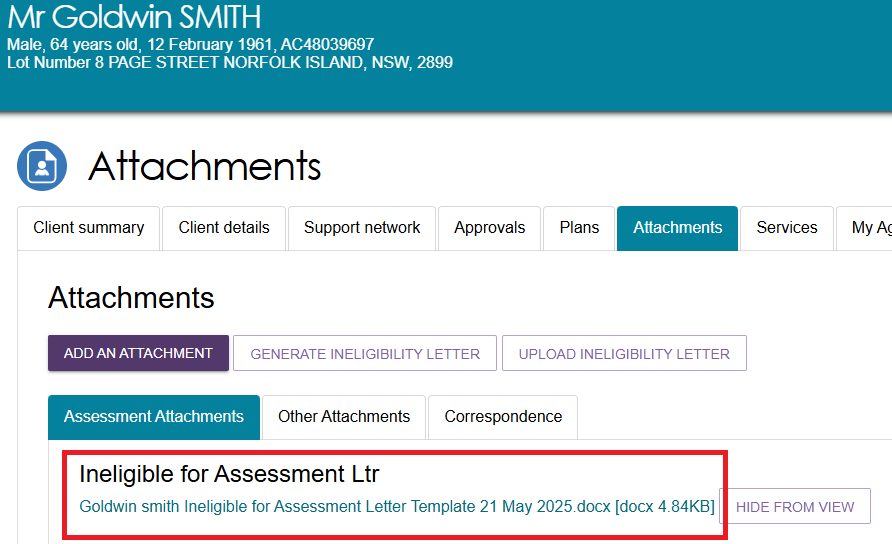 Mr Goldwin SMITH
Male, 64 years old, 12 February 1961, AC48039697
Lot Number 8 PAGE STREET NORFOLK ISLAND, NSW, 2899
Attachments
Client summary
Client details
Support network
Approvals
Plans
Attachments
Services
My Ag
Attachments
ADD AN ATTACHMENT
GENERATE INELIGIBILITY LETTER
UPLOAD INELIGIBILITY LETTER
Assessment Attachments
Other Attachments
Correspondence
Ineligible for Assessment Ltr
Goldwin smith Ineligible for Assessment Letter Template 21 May 2025.docx [docx 4.84KB]
HIDE FROM VIEW